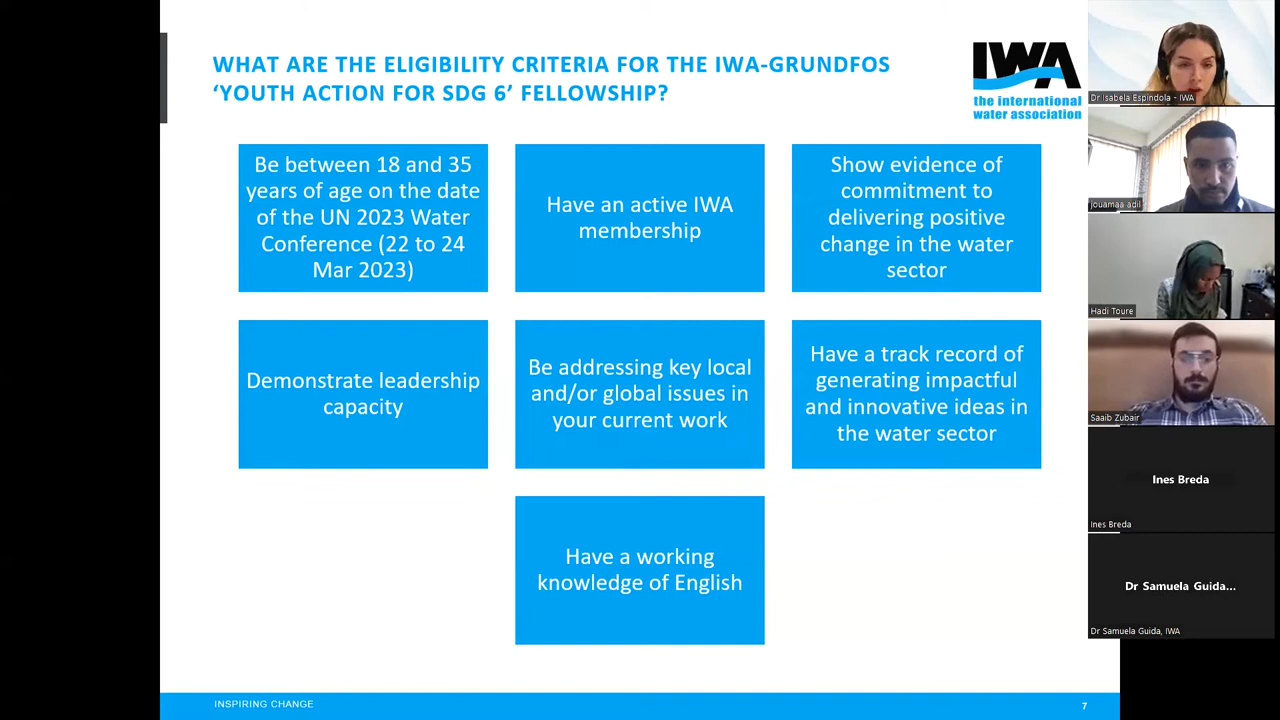 WHAT ARE THE ELIGIBILITY CRITERIA FOR THE IWA-GRUNDFOS
‘YOUTH ACTION FOR SDG 6’ FELLOWSHIP?
IWA
the international
water association
Be between 18 and 35
years of age on the date
of the UN 2023 Water
Conference (22 to 24
Mar 2023)
Have an active IWA
membership
Show evidence of
commitment to
delivering positive
change in the water
sector
Demonstrate leadership
capacity
Be addressing key local
and/or global issues in
your current work
Have a track record of
generating impactful
and innovative ideas in
the water sector
Have a working
knowledge of English
INSPIRING CHANGE
7
Dr Isabela Espindola - IWA
jouamaa adil
Hadi Toure
Saaib Zubair
Ines Breda
Ines Breda
Dr Samuela Guida...
Dr Samuela Guida, IWA